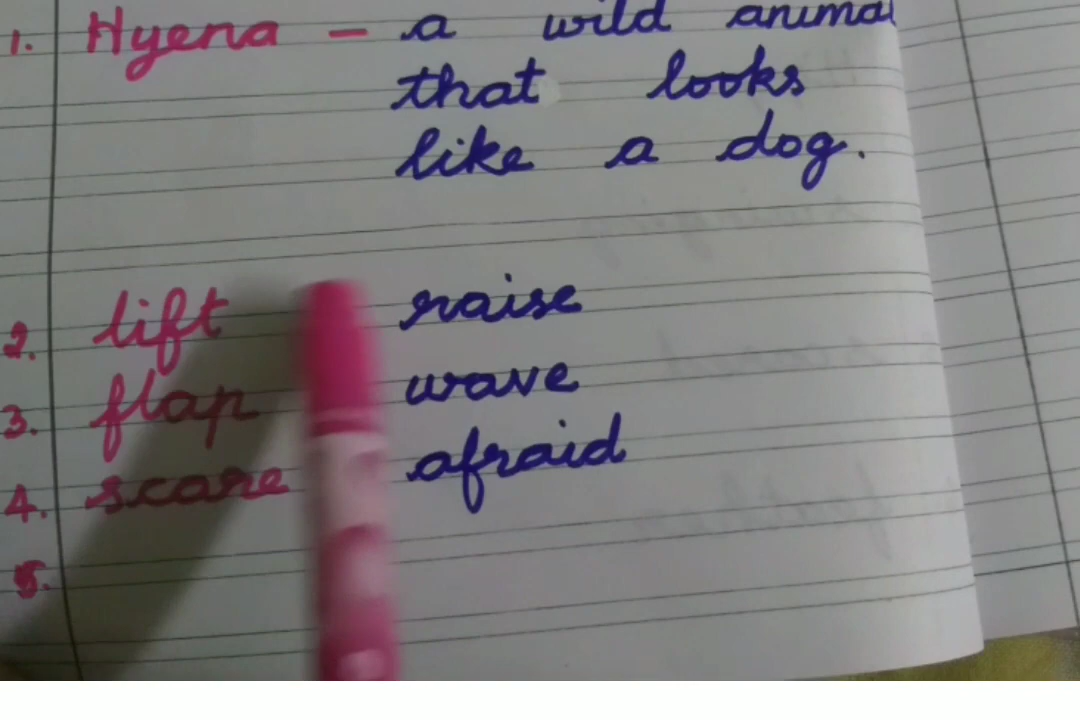 1. Hyena - a wild animal
that looks
like a dog.
2. lift raise
3. flap wave
4. scare afraid
5.